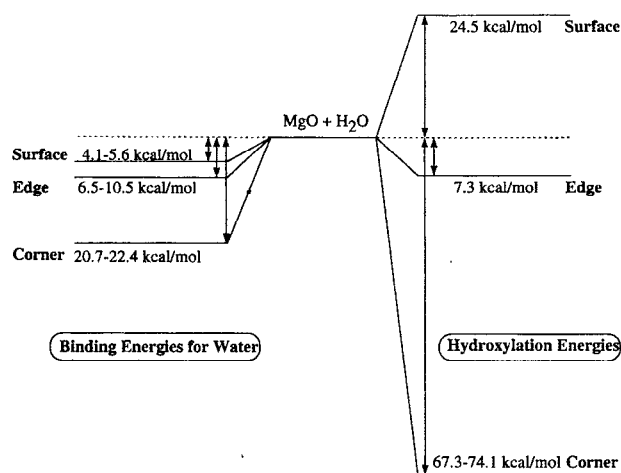 24.5 kcal/mol Surface
MgO + H₂O
Surface 4.1-5.6 kcal/mol
Edge 6.5-10.5 kcal/mol
7.3 kcal/mol Edge
Corner 20.7-22.4 kcal/mol
Binding Energies for Water
Hydroxylation Energies
67.3-74.1 kcal/mol Corner